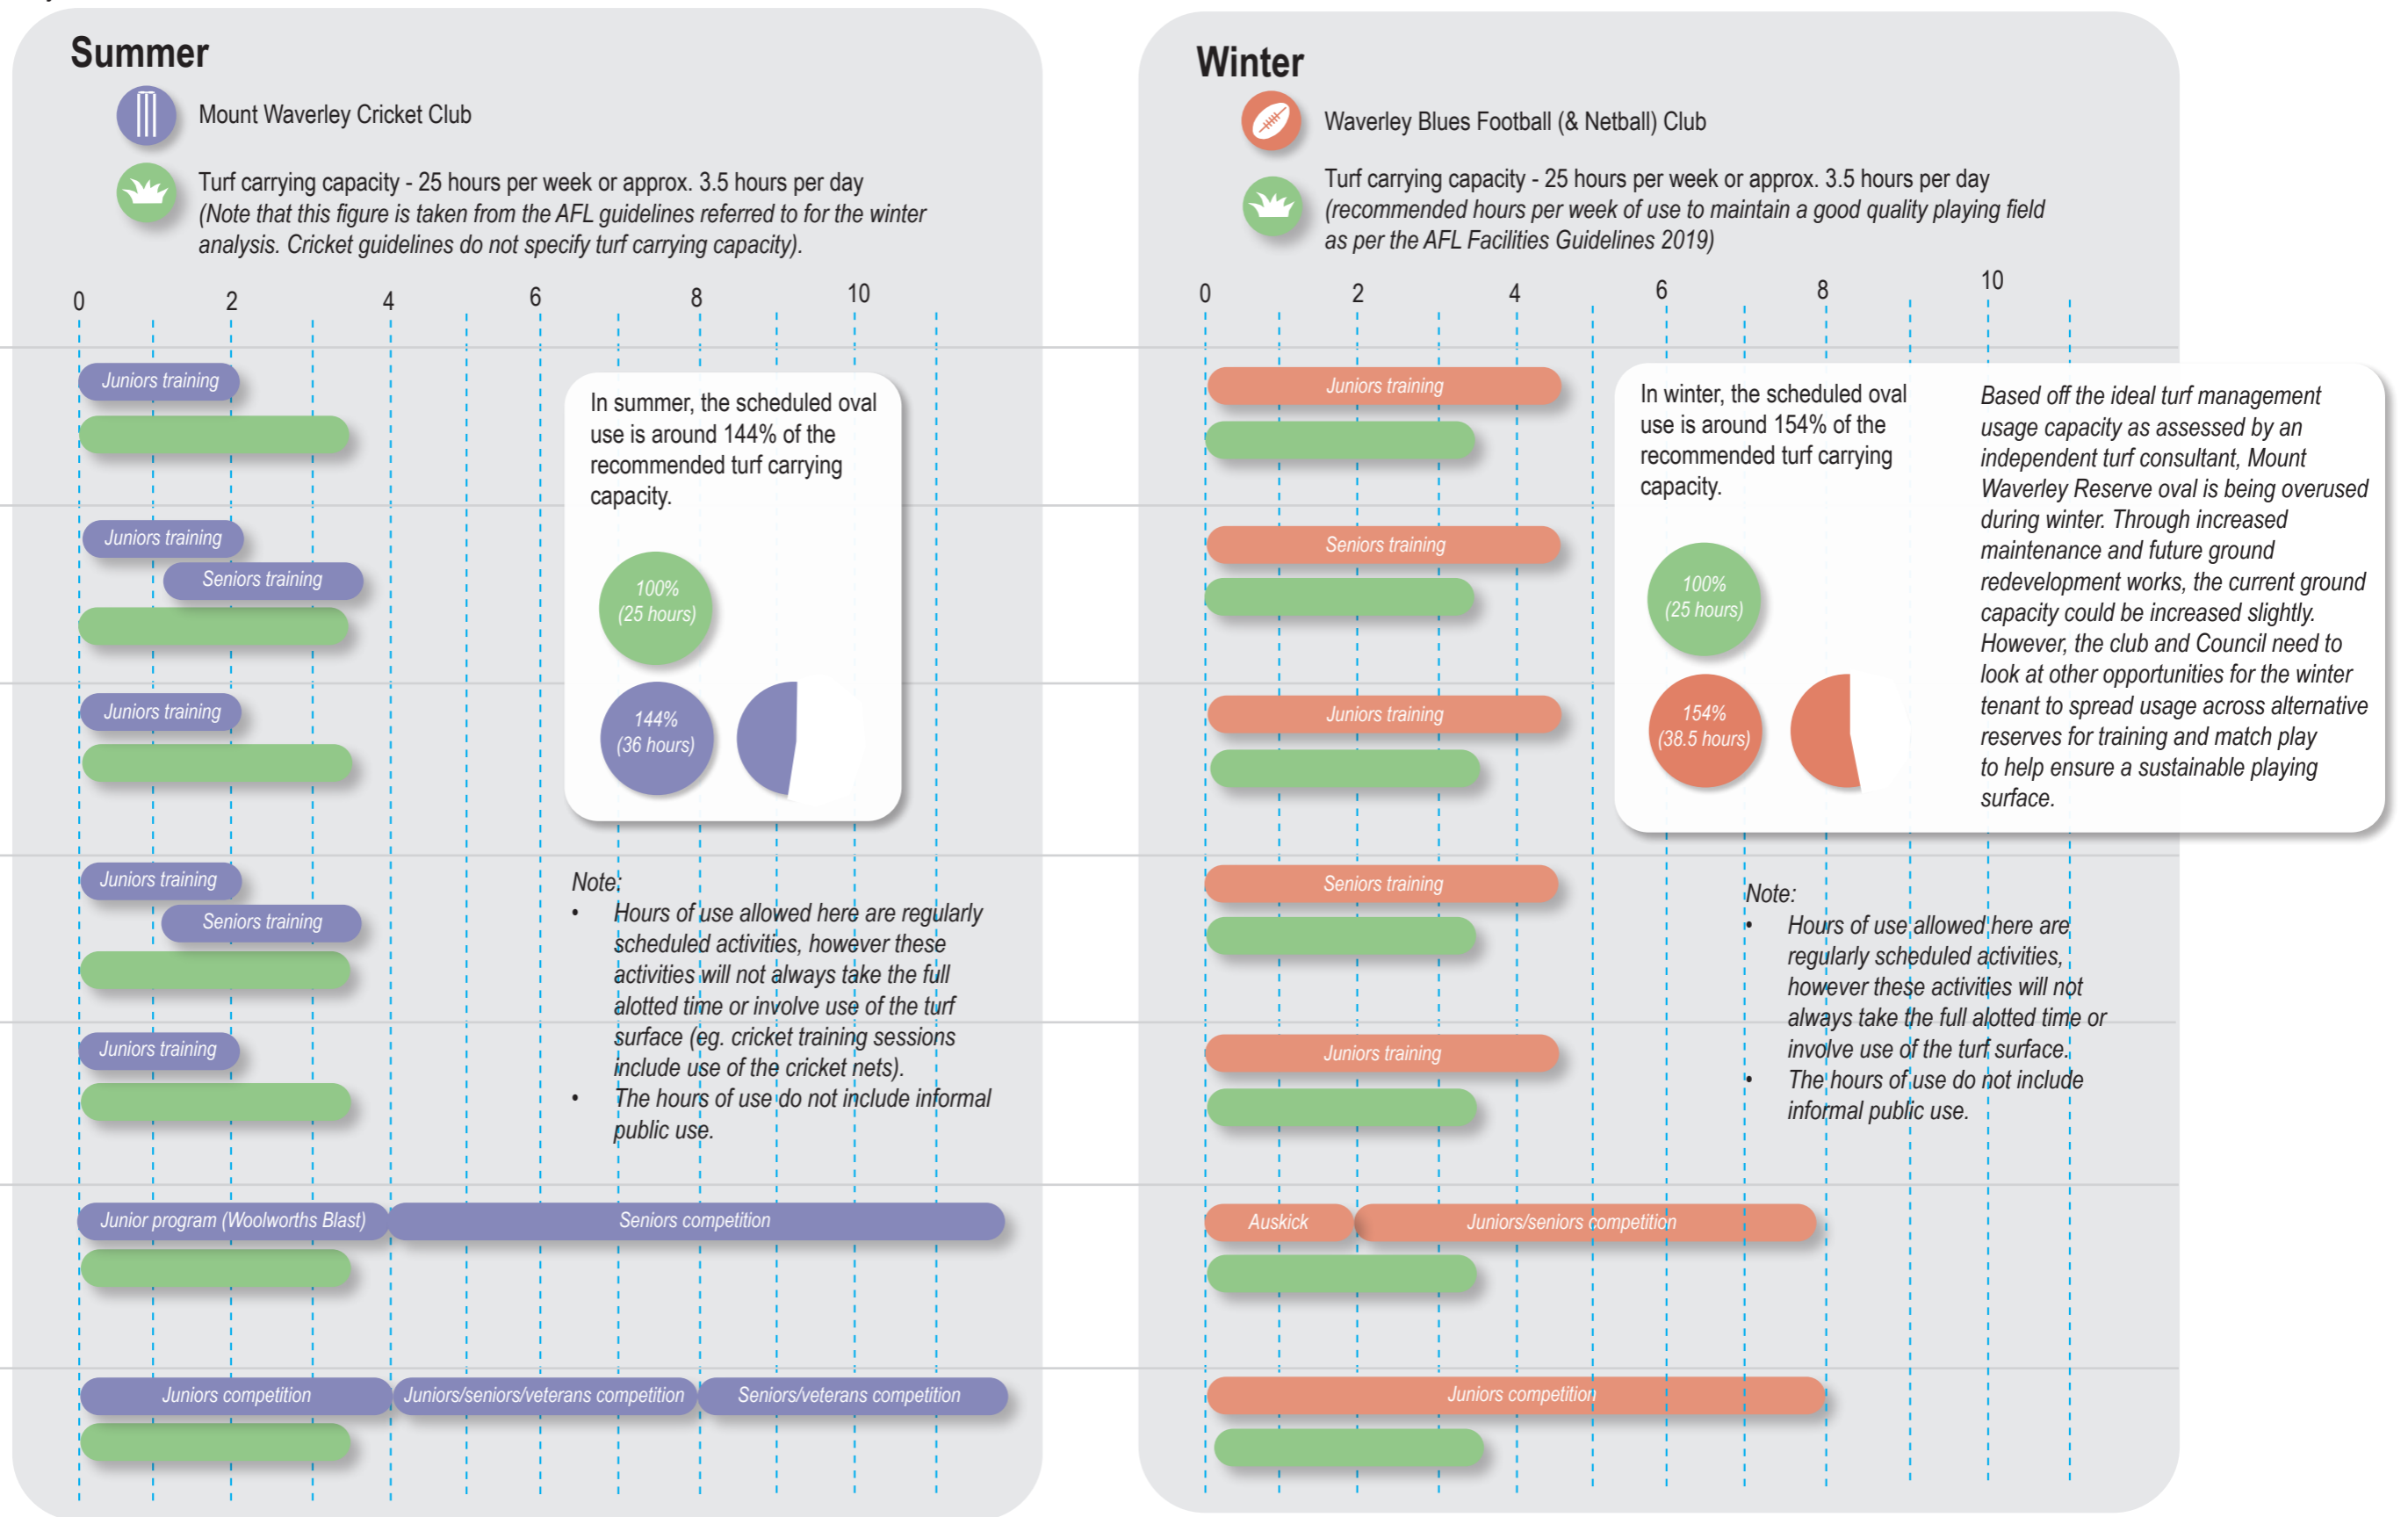 Summer
Mount Waverley Cricket Club
Turf carrying capacity - 25 hours per week or approx. 3.5 hours per day
(Note that this figure is taken from the AFL guidelines referred to for the winter
analysis. Cricket guidelines do not specify turf carrying capacity).
0 2 4 6 8 10
Juniors training
Juniors training
Seniors training
Juniors training
Juniors training
Seniors training
Juniors training
Junior program (Woolworths Blast) Seniors competition
Juniors competition Juniors/seniors/veterans competition Seniors/veterans competition
In summer, the scheduled oval
use is around 144% of the
recommended turf carrying
capacity.
100%
(25 hours)
144%
(36 hours)
Note:
• Hours of use allowed here are regularly
scheduled activities, however these
activities will not always take the full
alotted time or involve use of the turf
surface (eg. cricket training sessions
include use of the cricket nets).
• The hours of use do not include informal
public use.
Winter
Waverley Blues Football (& Netball) Club
Turf carrying capacity - 25 hours per week or approx. 3.5 hours per day
(recommended hours per week of use to maintain a good quality playing field
as per the AFL Facilities Guidelines 2019)
0 2 4 6 8 10
Juniors training
Seniors training
Juniors training
Seniors training
Juniors training
Auskick Juniors/seniors competition
Juniors competition
In winter, the scheduled oval
use is around 154% of the
recommended turf carrying
capacity.
100%
(25 hours)
154%
(38.5 hours)
Based off the ideal turf management
usage capacity as assessed by an
independent turf consultant, Mount
Waverley Reserve oval is being overused
during winter. Through increased
maintenance and future ground
redevelopment works, the current ground
capacity could be increased slightly.
However, the club and Council need to
look at other opportunities for the winter
tenant to spread usage across alternative
reserves for training and match play
to help ensure a sustainable playing
surface.
Note:
• Hours of use allowed here are
regularly scheduled activities,
however these activities will not
always take the full alotted time or
involve use of the turf surface.
• The hours of use do not include
informal public use.